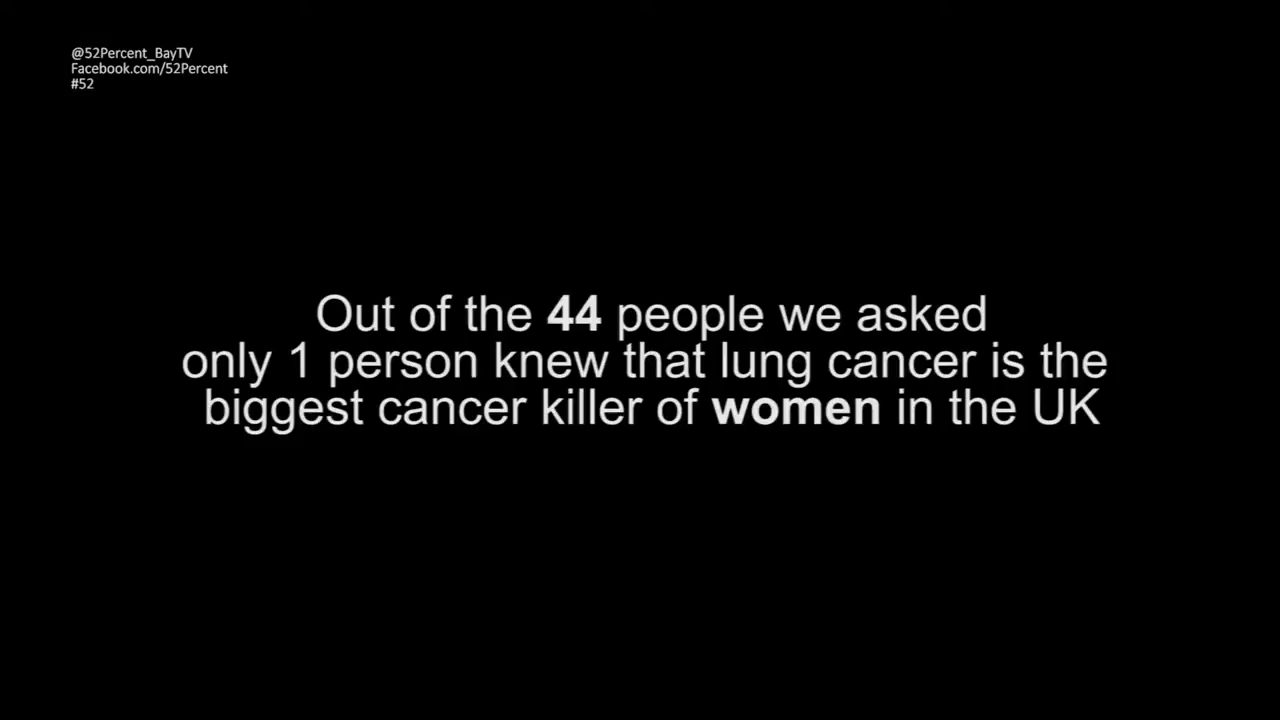 @52Percent_BayTV
Facebook.com/52Percent
#52
Out of the 44 people we asked
only 1 person knew that lung cancer is the
biggest cancer killer of women in the UK